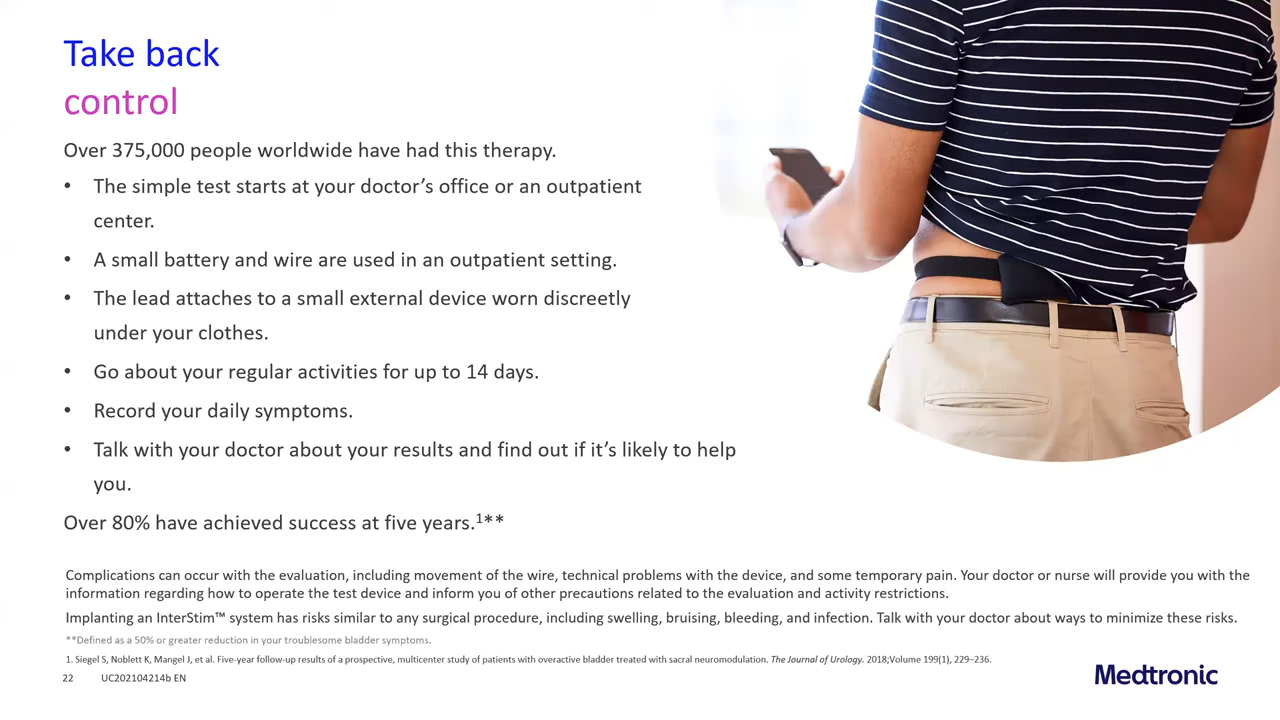 Take back
control
Over 375,000 people worldwide have had this therapy.
• The simple test starts at your doctor’s office or an outpatient
center.
• A small battery and wire are used in an outpatient setting.
• The lead attaches to a small external device worn discreetly
under your clothes.
• Go about your regular activities for up to 14 days.
• Record your daily symptoms.
• Talk with your doctor about your results and find out if it’s likely to help
you.
Over 80% have achieved success at five years.¹**
Complications can occur with the evaluation, including movement of the wire, technical problems with the device, and some temporary pain. Your doctor or nurse will provide you with the
information regarding how to operate the test device and inform you of other precautions related to the evaluation and activity restrictions.
Implanting an InterStim™ system has risks similar to any surgical procedure, including swelling, bruising, bleeding, and infection. Talk with your doctor about ways to minimize these risks.
**Defined as a 50% or greater reduction in your troublesome bladder symptoms.
1. Siegel S, Noblett K, Mangel J, et al. Five-year follow-up results of a prospective, multicenter study of patients with overactive bladder treated with sacral neuromodulation. The Journal of Urology. 2018;Volume 199(1), 229–236.
22 UC202104214b EN
Medtronic